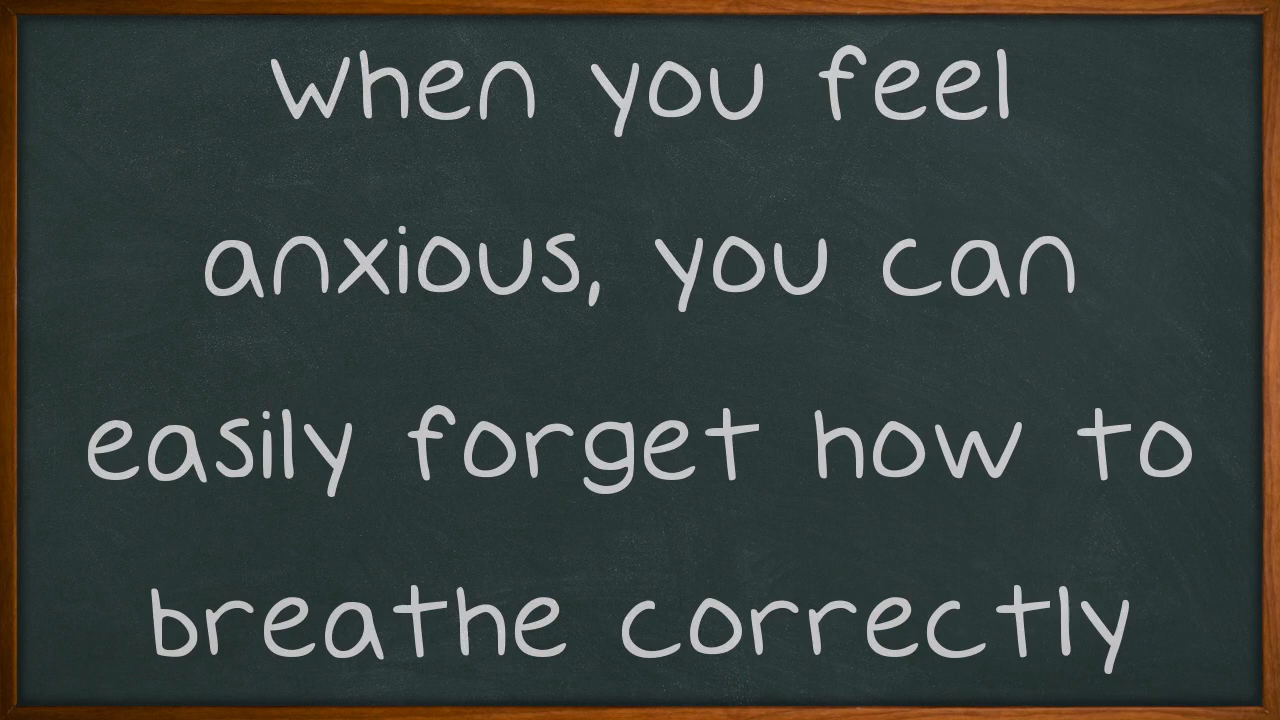 when you feel
anxious, you can
easily forget how to
breathe correctly